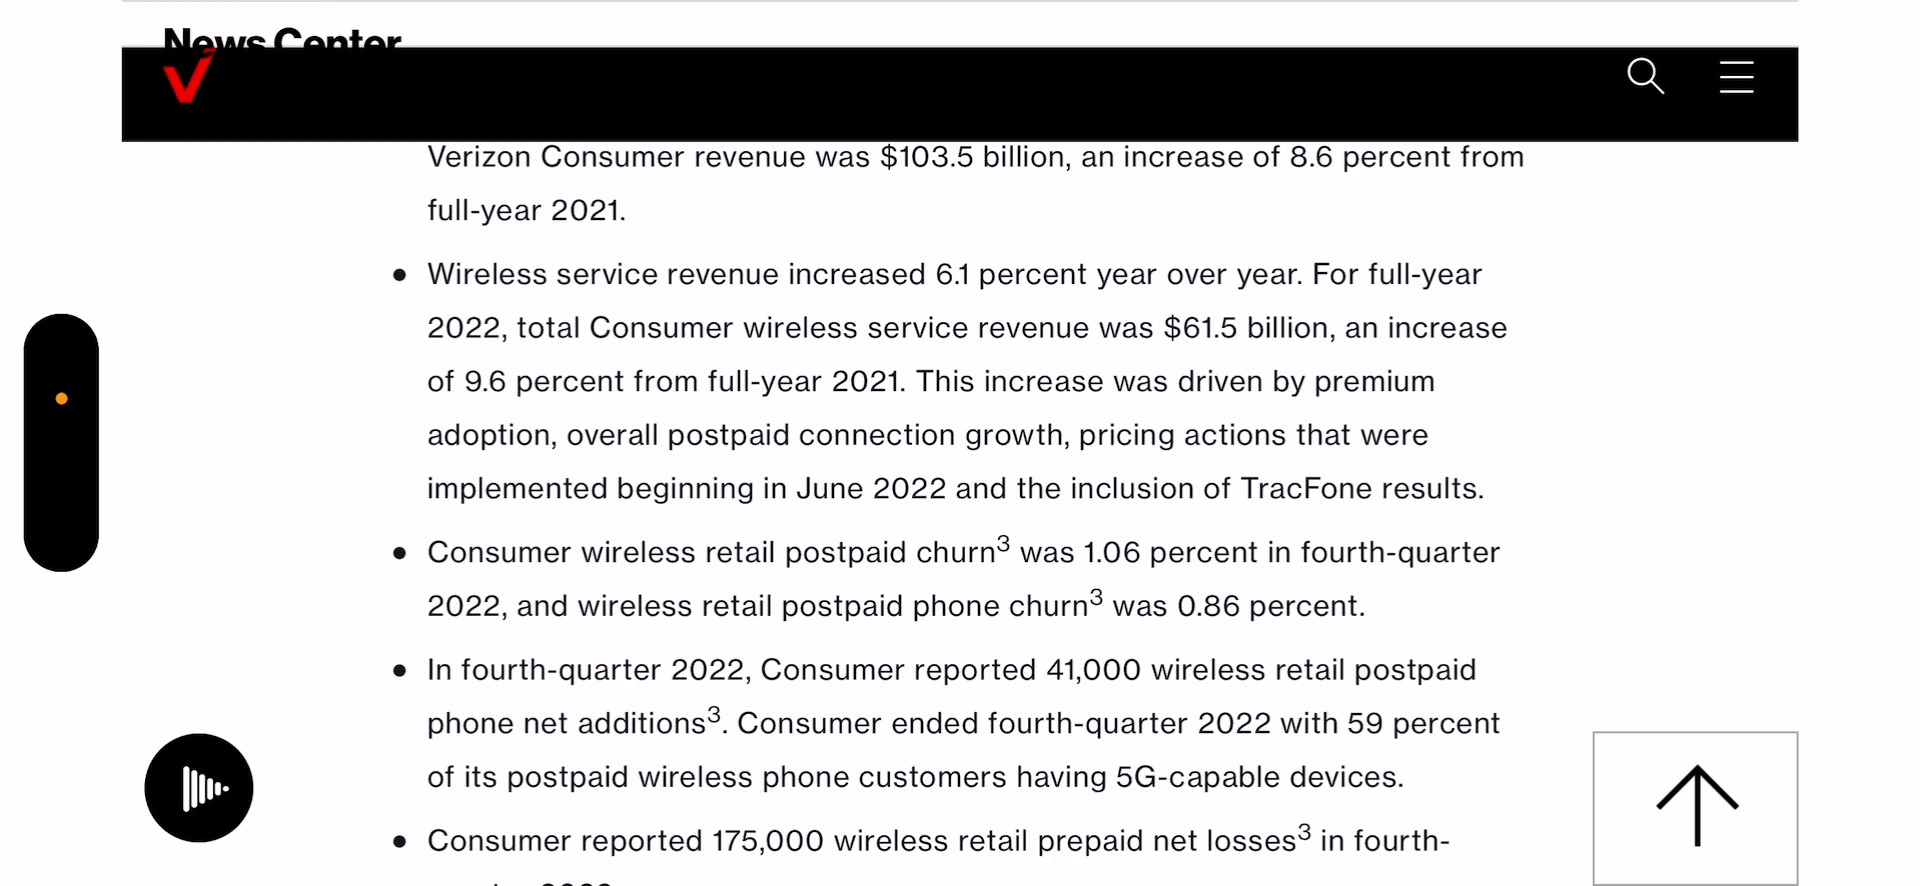 News Center
Verizon Consumer revenue was $103.5 billion, an increase of 8.6 percent from
full-year 2021.
● Wireless service revenue increased 6.1 percent year over year. For full-year
2022, total Consumer wireless service revenue was $61.5 billion, an increase
of 9.6 percent from full-year 2021. This increase was driven by premium
adoption, overall postpaid connection growth, pricing actions that were
implemented beginning in June 2022 and the inclusion of TracFone results.
● Consumer wireless retail postpaid churn³ was 1.06 percent in fourth-quarter
2022, and wireless retail postpaid phone churn³ was 0.86 percent.
● In fourth-quarter 2022, Consumer reported 41,000 wireless retail postpaid
phone net additions³. Consumer ended fourth-quarter 2022 with 59 percent
of its postpaid wireless phone customers having 5G-capable devices.
● Consumer reported 175,000 wireless retail prepaid net losses³ in fourth-